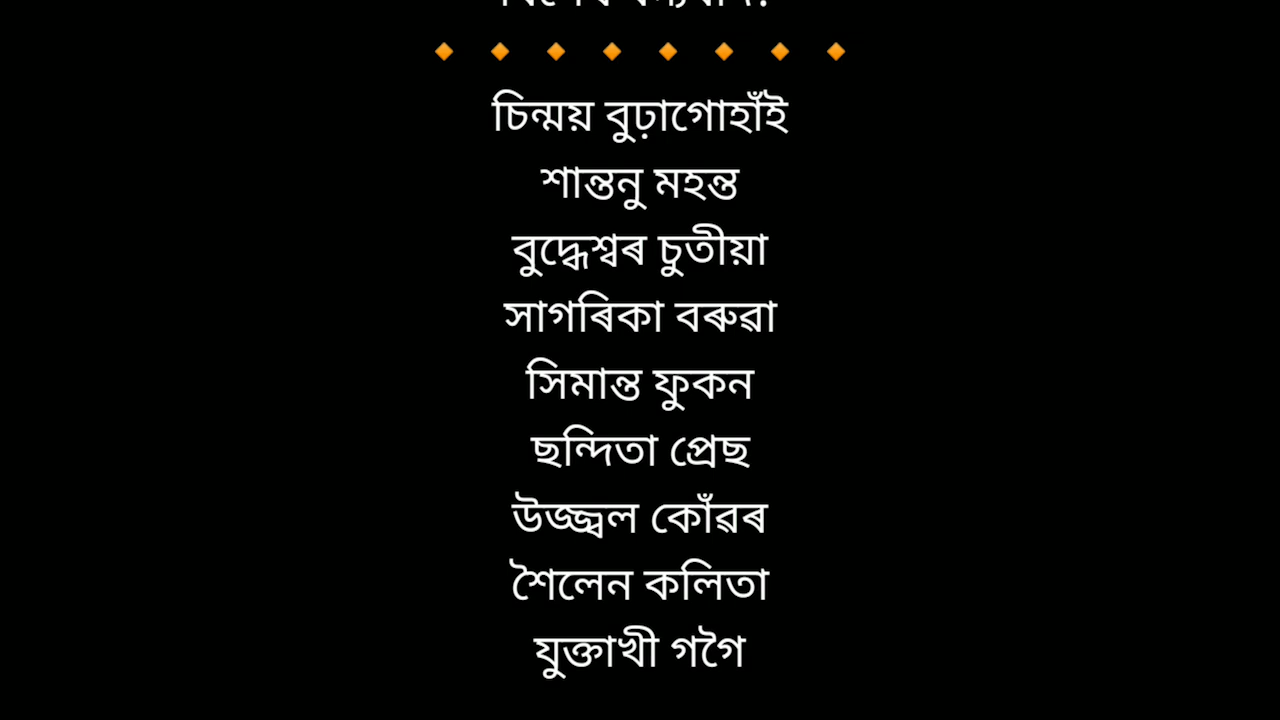 চিন্ময় বুঢ়াগোহাঁই
শান্তনু মহন্ত
বুদ্ধেশ্বৰ চুতীয়া
সাগৰিকা বৰুৱা
সিমান্ত ফুকন
ছন্দিতা প্ৰেছ
উজ্জ্বল কোঁৱৰ
শৈলেন কলিতা
যুক্তাখী গগৈ